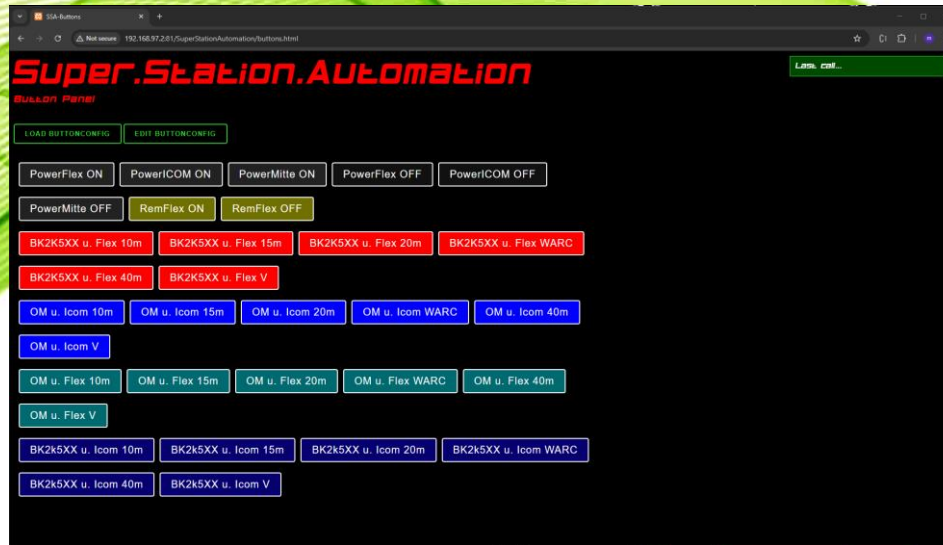 SSA-Buttons
Not secure 192.168.97.2:81/SuperStationAutomation/buttons.html
Super.Station.Automation
Last. call...
Button Panel
LOAD BUTTONCONFIG EDIT BUTTONCONFIG
PowerFlex ON PowerICOM ON PowerMitte ON PowerFlex OFF PowerICOM OFF
PowerMitte OFF RemFlex ON RemFlex OFF
BK2K5XX u. Flex 10m BK2K5XX u. Flex 15m BK2K5XX u. Flex 20m BK2K5XX u. Flex WARC
BK2K5XX u. Flex 40m BK2K5XX u. Flex V
OM u. Icom 10m OM u. Icom 15m OM u. Icom 20m OM u. Icom WARC OM u. Icom 40m
OM u. Icom V
OM u. Flex 10m OM u. Flex 15m OM u. Flex 20m OM u. Flex WARC OM u. Flex 40m
OM u. Flex V
BK2k5XX u. Icom 10m BK2k5XX u. Icom 15m BK2k5XX u. Icom 20m BK2k5XX u. Icom WARC
BK2k5XX u. Icom 40m BK2k5XX u. Icom V